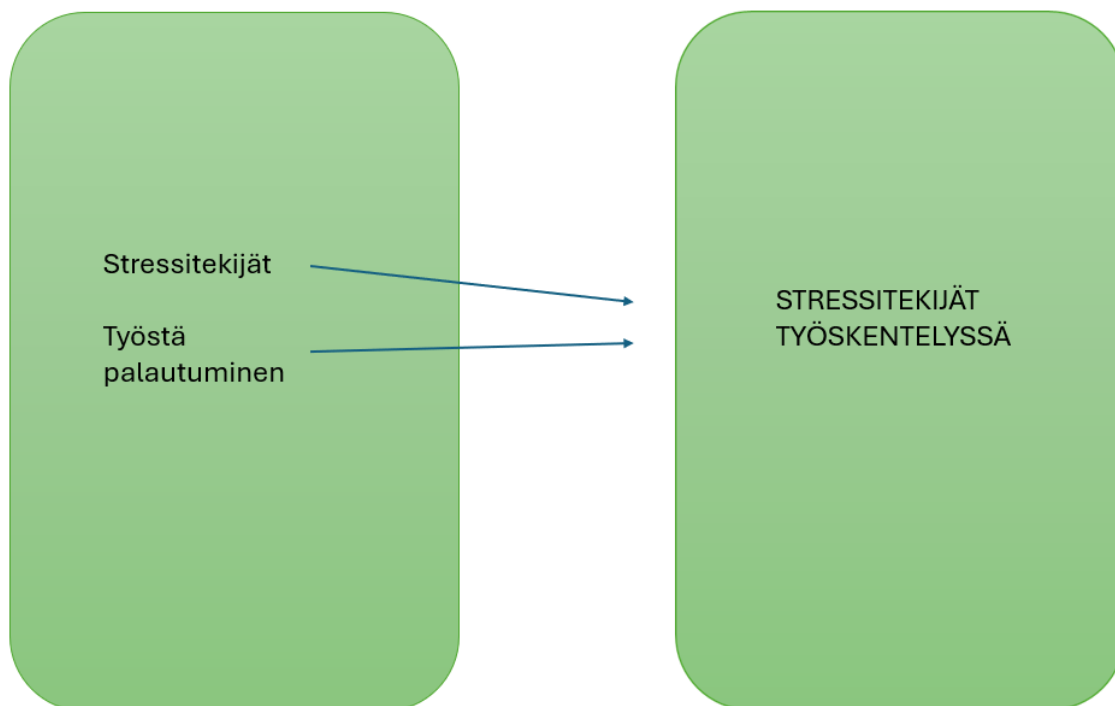 Stressitekijät
Työstä
palautuminen
STRESSITEKIJÄT
TYÖSKENTELYSSÄ